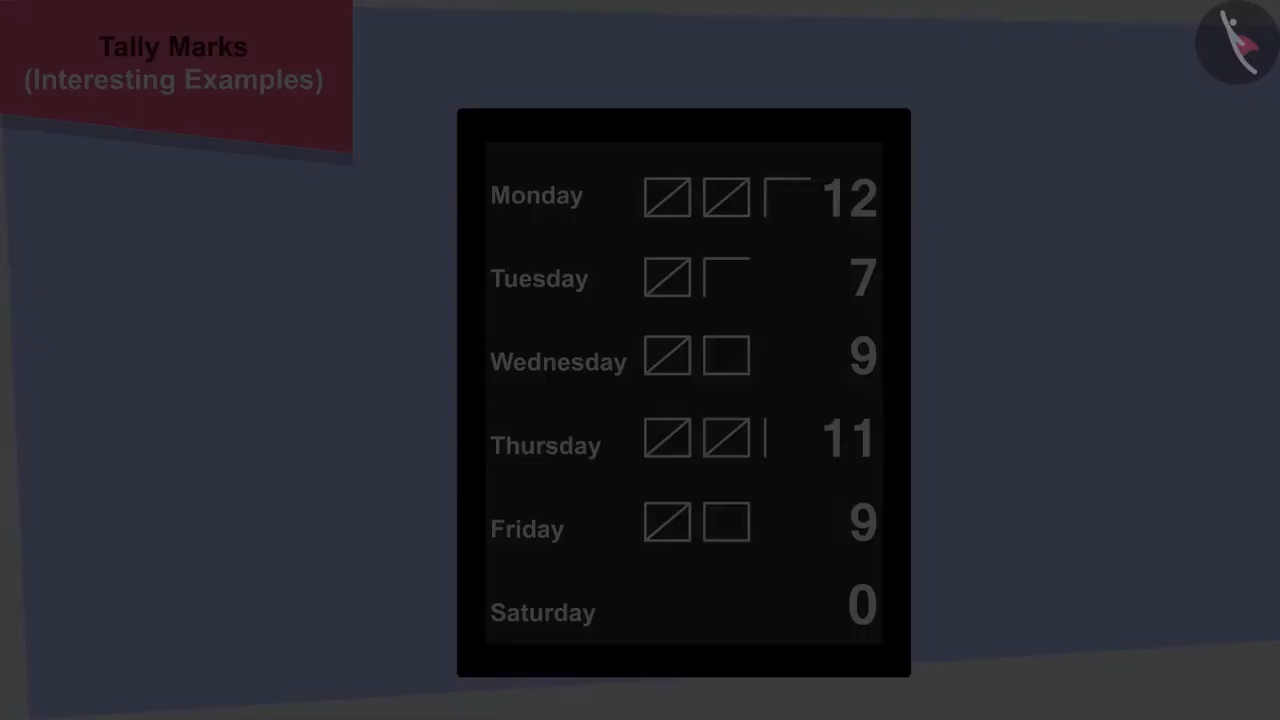 Tally Marks
(Interesting Examples)
Monday 12
Tuesday 7
Wednesday 9
Thursday 11
Friday 9
Saturday 0